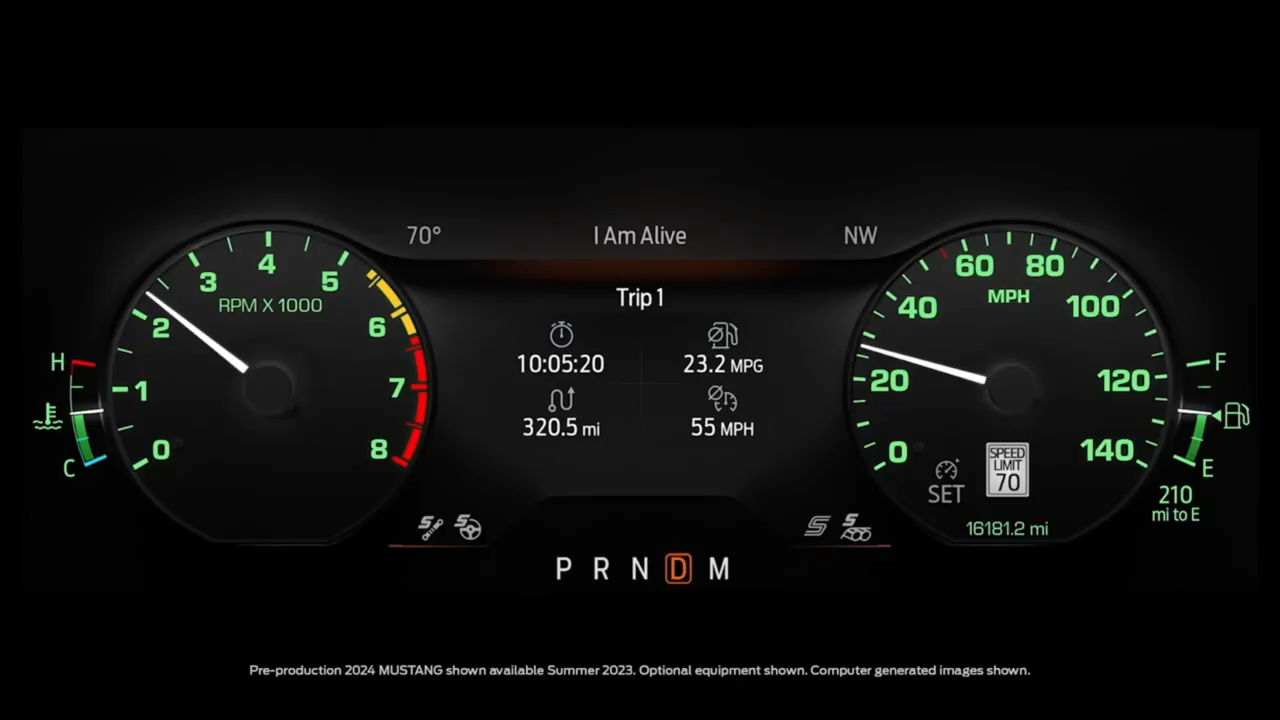 70°
I Am Alive
NW
Trip 1
10:05:20
23.2 MPG
320.5 mi
55 MPH
0
1
2
3
4
5
6
7
8
RPM X 1000
H
C
0
20
40
60
80
100
120
140
MPH
SET
SPEED
LIMIT
70
16181.2 mi
F
E
210
mi to E
S
S
S
S
P R N D M
Pre-production 2024 MUSTANG shown available Summer 2023. Optional equipment shown. Computer generated images shown.